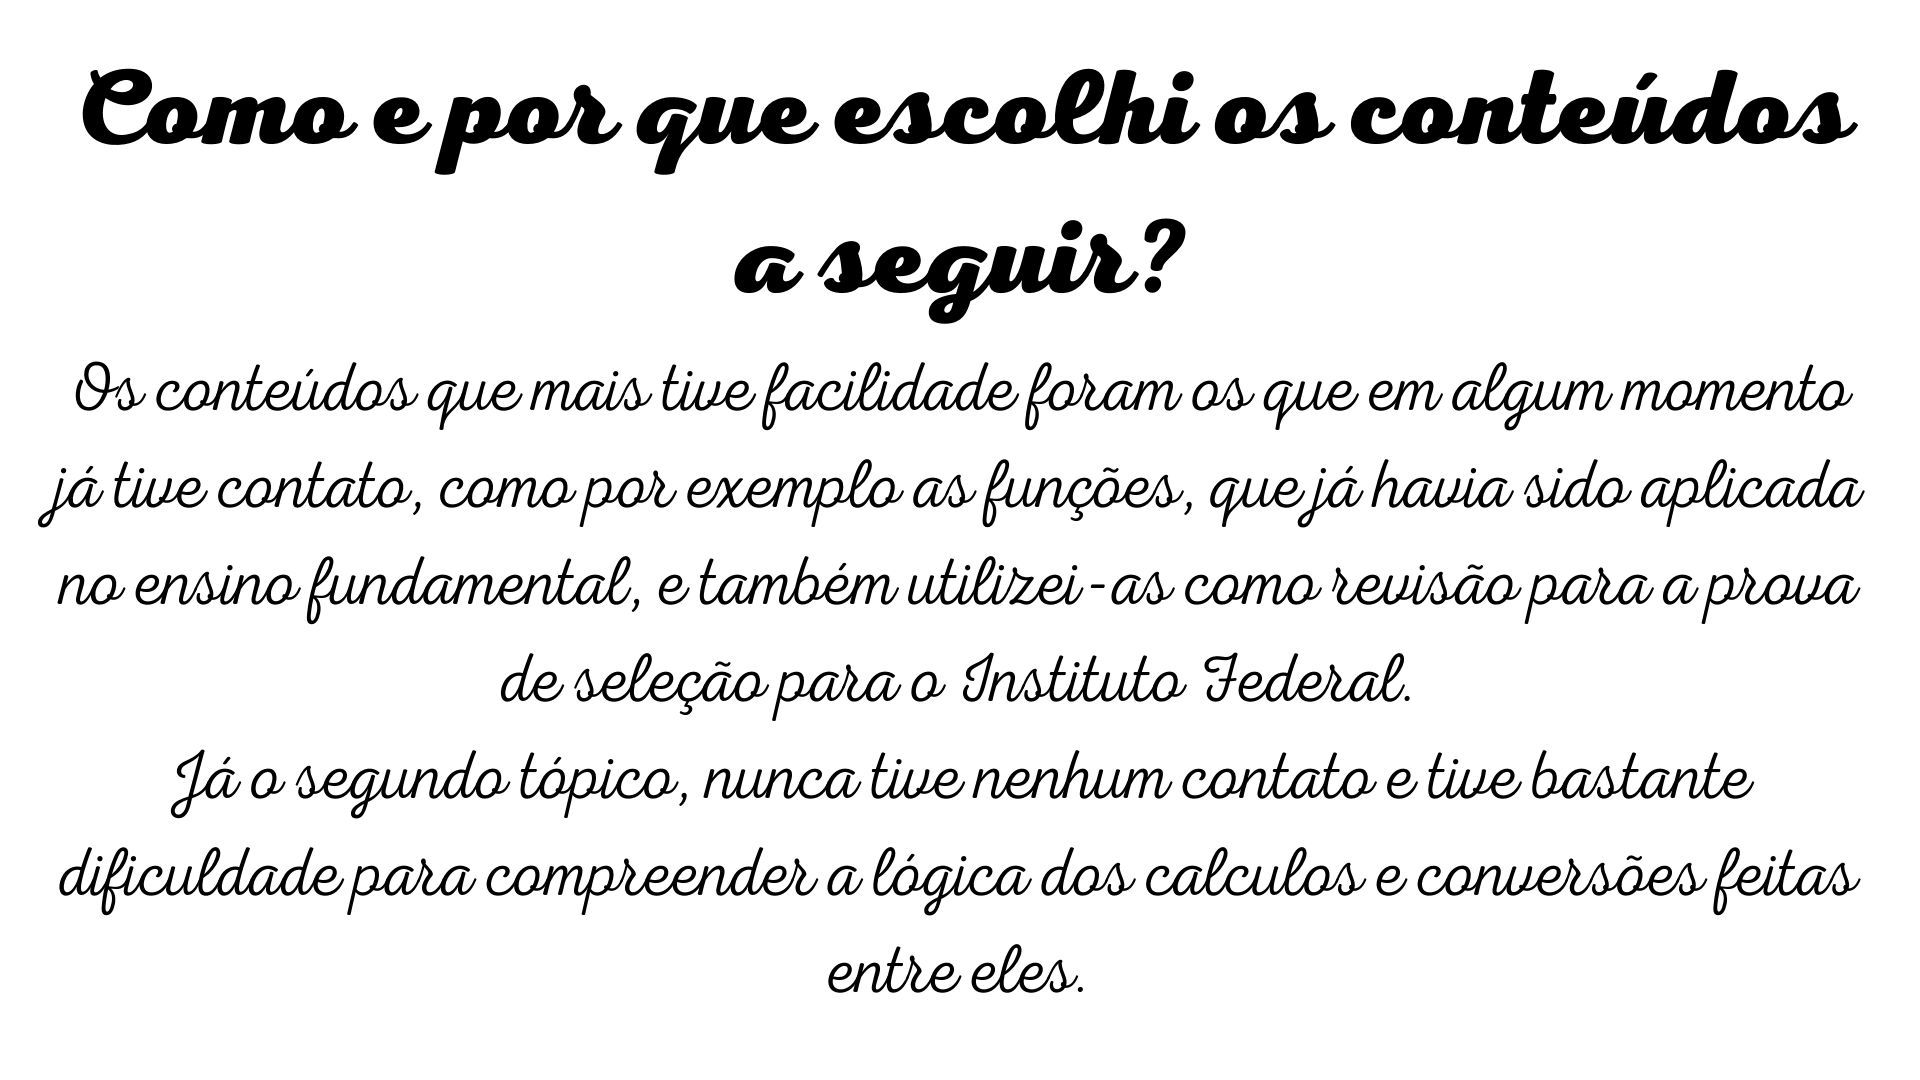 Como e por que escolhi os conteúdos
a seguir?
Os conteúdos que mais tive facilidade foram os que em algum momento
já tive contato, como por exemplo as funções, que já havia sido aplicada
no ensino fundamental, e também utilizei-as como revisão para a prova
de seleção para o Instituto Federal.
Já o segundo tópico, nunca tive nenhum contato e tive bastante
dificuldade para compreender a lógica dos calculos e conversões feitas
entre eles.